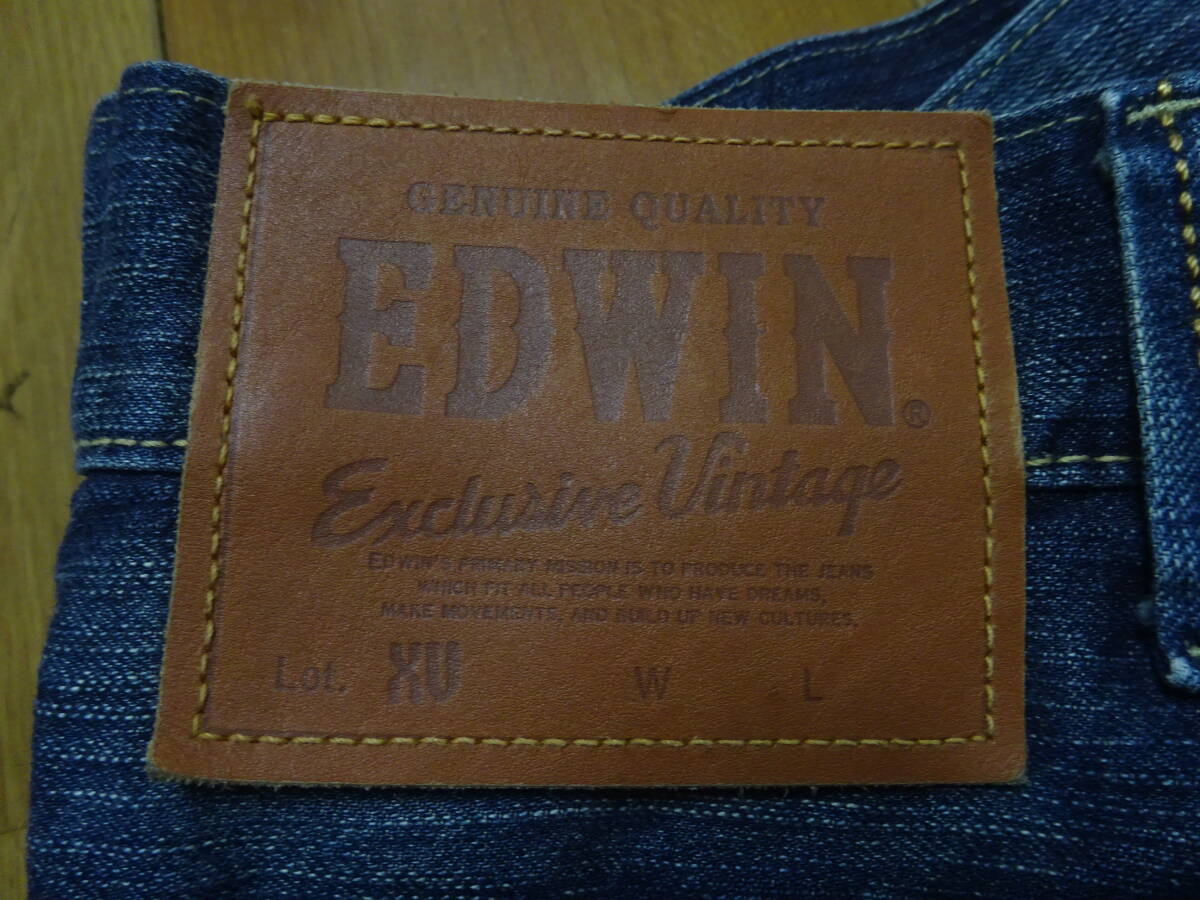 GENUINE QUALITY
EDWIN®
Exclusive Vintage
EDWIN'S PRIMARY MISSION IS TO PRODUCE THE JEANS
WHICH FIT ALL PEOPLE WHO HAVE DREAMS,
MAKE MOVEMENTS, AND BUILD UP NEW CULTURES.
Lot. XU W L